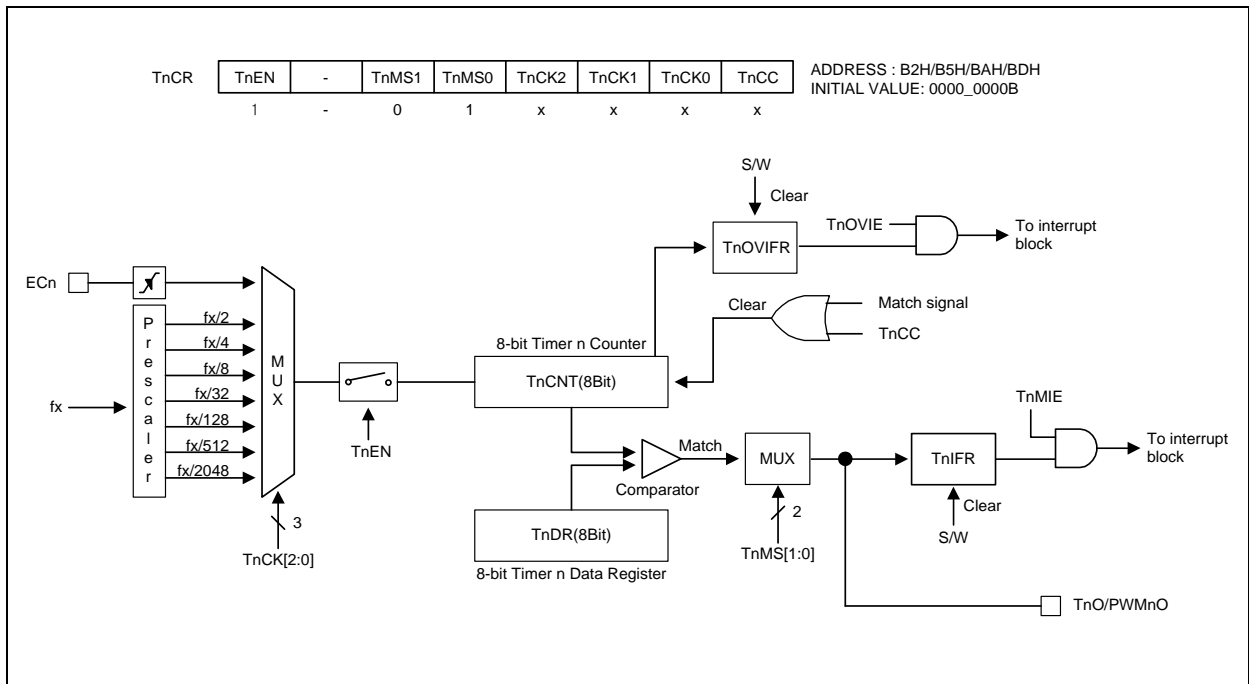 TnCR TnEN - TnMS1 TnMS0 TnCK2 TnCK1 TnCK0 TnCC
ADDRESS : B2H/B5H/BAH/BDH
INITIAL VALUE: 0000_0000B
1 - 0 1 x x x x
S/W
Clear
TnOVIE
TnOVIFR
To interrupt
block
ECn
Clear
Match signal
TnCC
Prescaler
fx/2
fx/4
fx/8
fx/32
fx/128
fx/512
fx/2048
fx
MUX
3
TnCK[2:0]
TnEN
8-bit Timer n Counter
TnCNT(8Bit)
Match
Comparator
TnDR(8Bit)
8-bit Timer n Data Register
MUX
2
TnMS[1:0]
TnMIE
TnIFR
To interrupt
block
Clear
S/W
TnO/PWMnO